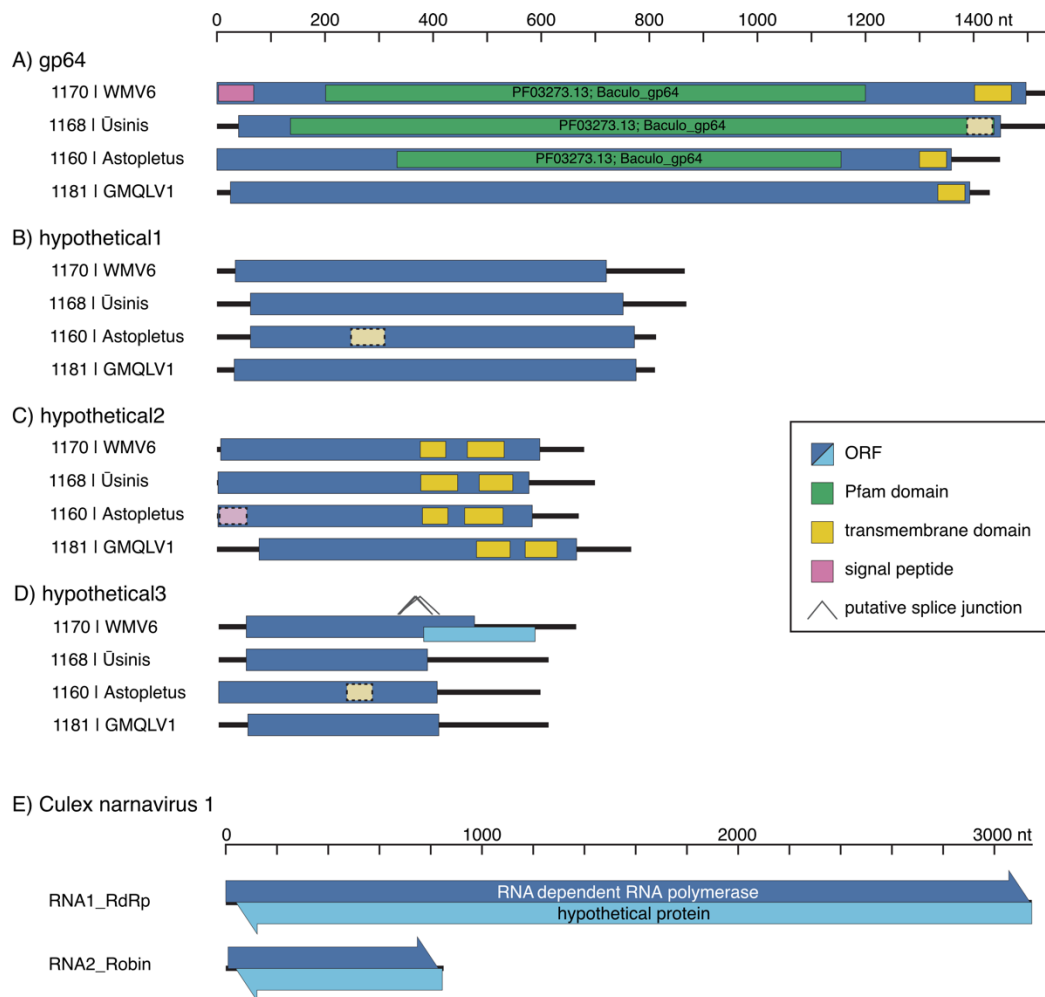 0 200 400 600 800 1000 1200 1400 nt
A) gp64
1170 | WMV6 PF03273.13; Baculo_gp64
1168 | Ūsinis PF03273.13; Baculo_gp64
1160 | Astopletus PF03273.13; Baculo_gp64
1181 | GMQLV1
B) hypothetical1
1170 | WMV6
1168 | Ūsinis
1160 | Astopletus
1181 | GMQLV1
C) hypothetical2
1170 | WMV6
1168 | Ūsinis
1160 | Astopletus
1181 | GMQLV1
D) hypothetical3
1170 | WMV6
1168 | Ūsinis
1160 | Astopletus
1181 | GMQLV1
ORF
Pfam domain
transmembrane domain
signal peptide
putative splice junction
E) Culex narnavirus 1
0 1000 2000 3000 nt
RNA1_RdRp
RNA dependent RNA polymerase
hypothetical protein
RNA2_Robin